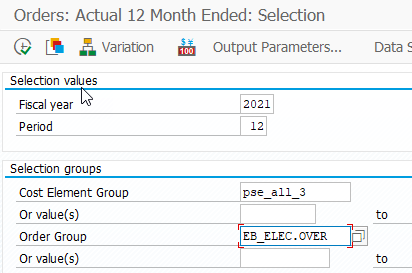 Orders: Actual 12 Month Ended: Selection
Variation Output Parameters... Data S
Selection values
Fiscal year 2021
Period 12
Selection groups
Cost Element Group pse_all_3
Or value(s) to
Order Group EB_ELEC.OVER
Or value(s) to